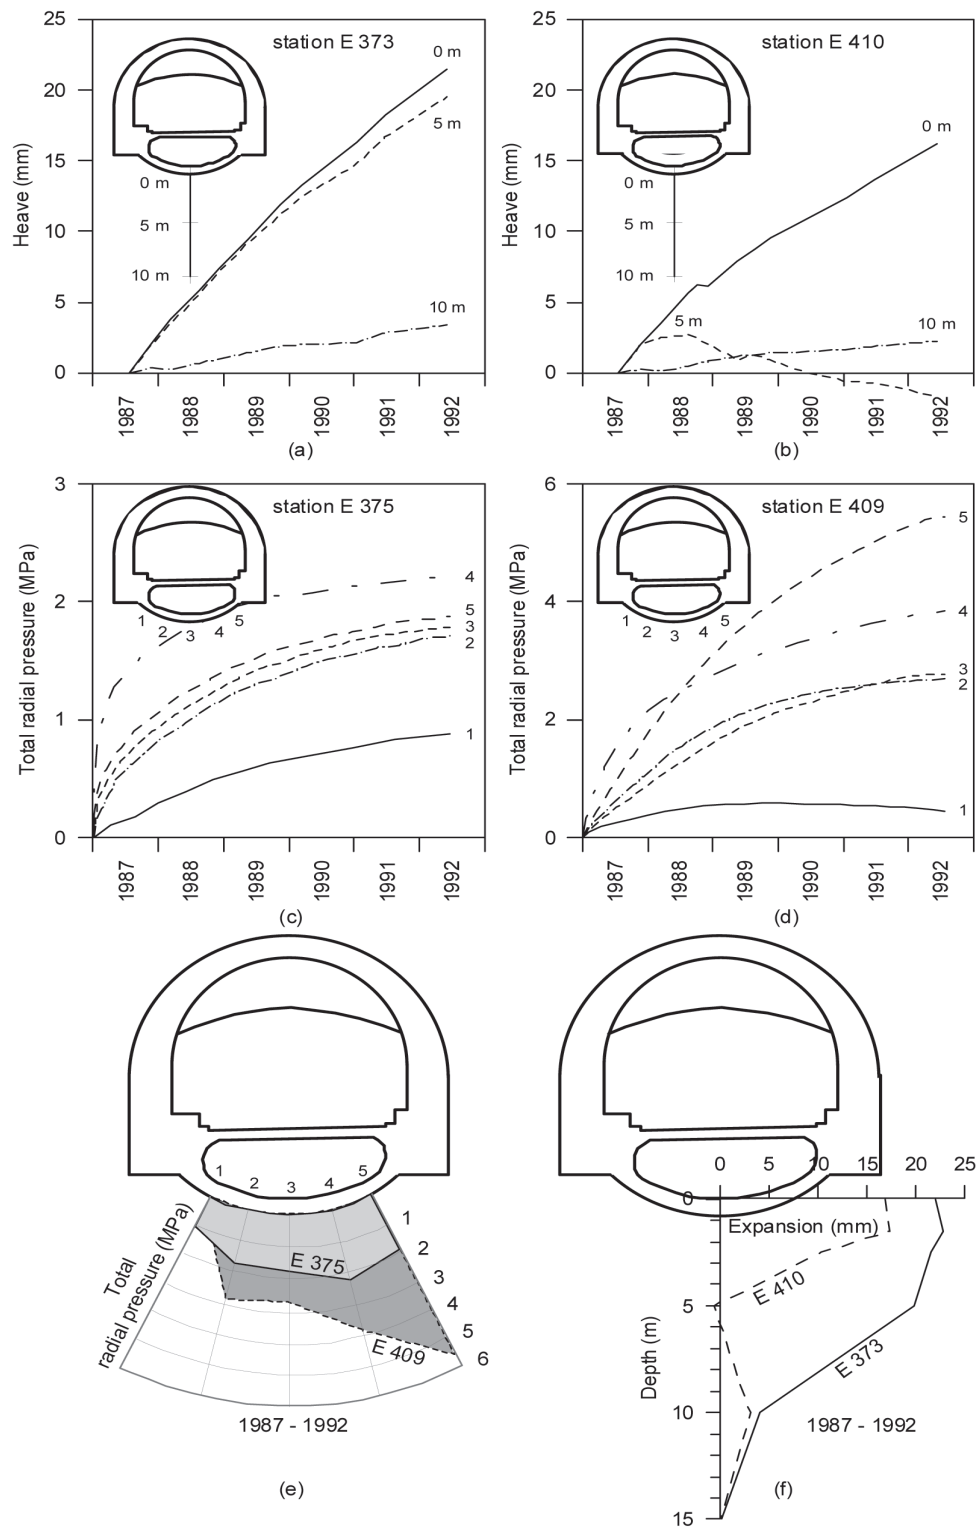 25
20
15
10
5
0
Heave (mm)
station E 373
0 m
5 m
10 m
0 m
5 m
10 m
1987
1988
1989
1990
1991
1992
(a)
25
20
15
10
5
0
Heave (mm)
station E 410
0 m
5 m
10 m
0 m
5 m
10 m
1987
1988
1989
1990
1991
1992
(b)
3
2
1
0
Total radial pressure (MPa)
station E 375
1 2 3 4 5
4
5
3
2
1
1987
1988
1989
1990
1991
1992
(c)
6
4
2
0
Total radial pressure (MPa)
station E 409
1 2 3 4 5
5
4
3
2
1
1987
1988
1989
1990
1991
1992
(d)
1 2 3 4 5
1
2
3
4
5
6
Total
radial pressure (MPa)
E 375
E 409
1987 - 1992
(e)
0 5 10 15 20 25
0
5
10
15
Expansion (mm)
Depth (m)
E 410
E 373
1987 - 1992
(f)